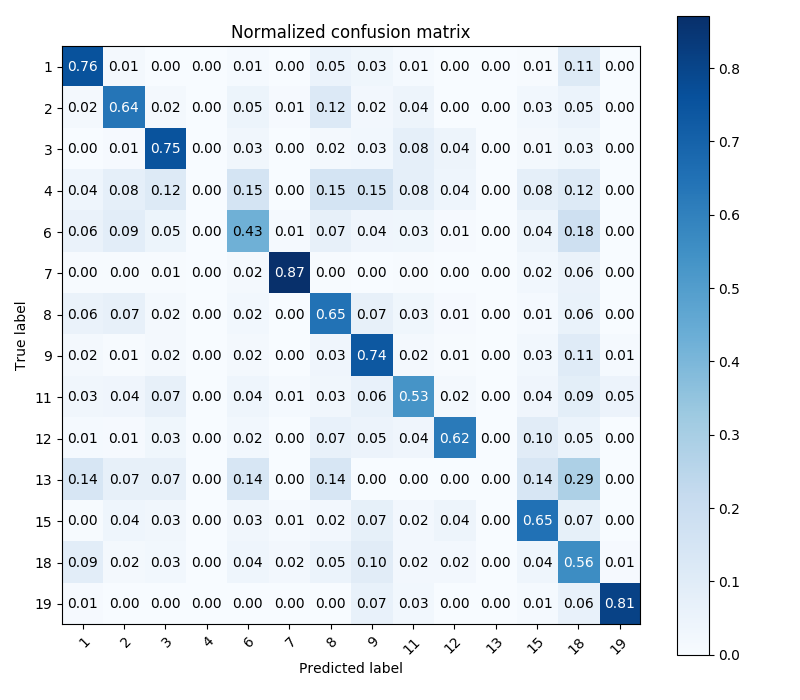 Normalized confusion matrix
True label
1 0.76 0.01 0.00 0.00 0.01 0.00 0.05 0.03 0.01 0.00 0.00 0.01 0.11 0.00
2 0.02 0.64 0.02 0.00 0.05 0.01 0.12 0.02 0.04 0.00 0.00 0.03 0.05 0.00
3 0.00 0.01 0.75 0.00 0.03 0.00 0.02 0.03 0.08 0.04 0.00 0.01 0.03 0.00
4 0.04 0.08 0.12 0.00 0.15 0.00 0.15 0.15 0.08 0.04 0.00 0.08 0.12 0.00
6 0.06 0.09 0.05 0.00 0.43 0.01 0.07 0.04 0.03 0.01 0.00 0.04 0.18 0.00
7 0.00 0.00 0.01 0.00 0.02 0.87 0.00 0.00 0.00 0.00 0.00 0.02 0.06 0.00
8 0.06 0.07 0.02 0.00 0.02 0.00 0.65 0.07 0.03 0.01 0.00 0.01 0.06 0.00
9 0.02 0.01 0.02 0.00 0.02 0.00 0.03 0.74 0.02 0.01 0.00 0.03 0.11 0.01
11 0.03 0.04 0.07 0.00 0.04 0.01 0.03 0.06 0.53 0.02 0.00 0.04 0.09 0.05
12 0.01 0.01 0.03 0.00 0.02 0.00 0.07 0.05 0.04 0.62 0.00 0.10 0.05 0.00
13 0.14 0.07 0.07 0.00 0.14 0.00 0.14 0.00 0.00 0.00 0.00 0.14 0.29 0.00
15 0.00 0.04 0.03 0.00 0.03 0.01 0.02 0.07 0.02 0.04 0.00 0.65 0.07 0.00
18 0.09 0.02 0.03 0.00 0.04 0.02 0.05 0.10 0.02 0.02 0.00 0.04 0.56 0.01
19 0.01 0.00 0.00 0.00 0.00 0.00 0.00 0.07 0.03 0.00 0.00 0.01 0.06 0.81
1 2 3 4 6 7 8 9 11 12 13 15 18 19
Predicted label
0.8
0.7
0.6
0.5
0.4
0.3
0.2
0.1
0.0